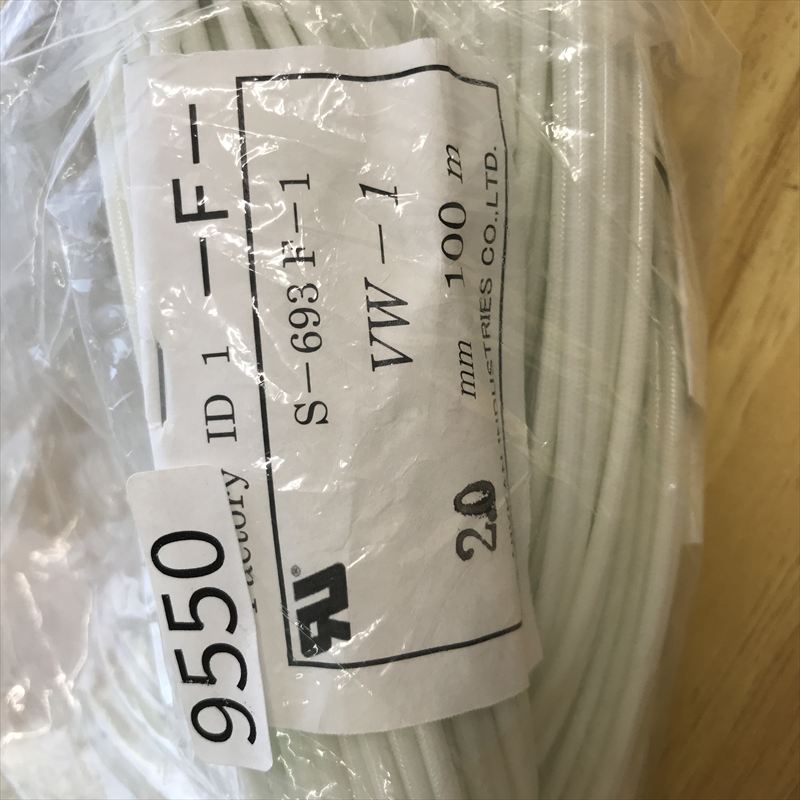 Factory ID 1 —F—
S-693 F-1
VW-1
2.0 mm 100 m
INDUSTRIES CO.,LTD.
9550